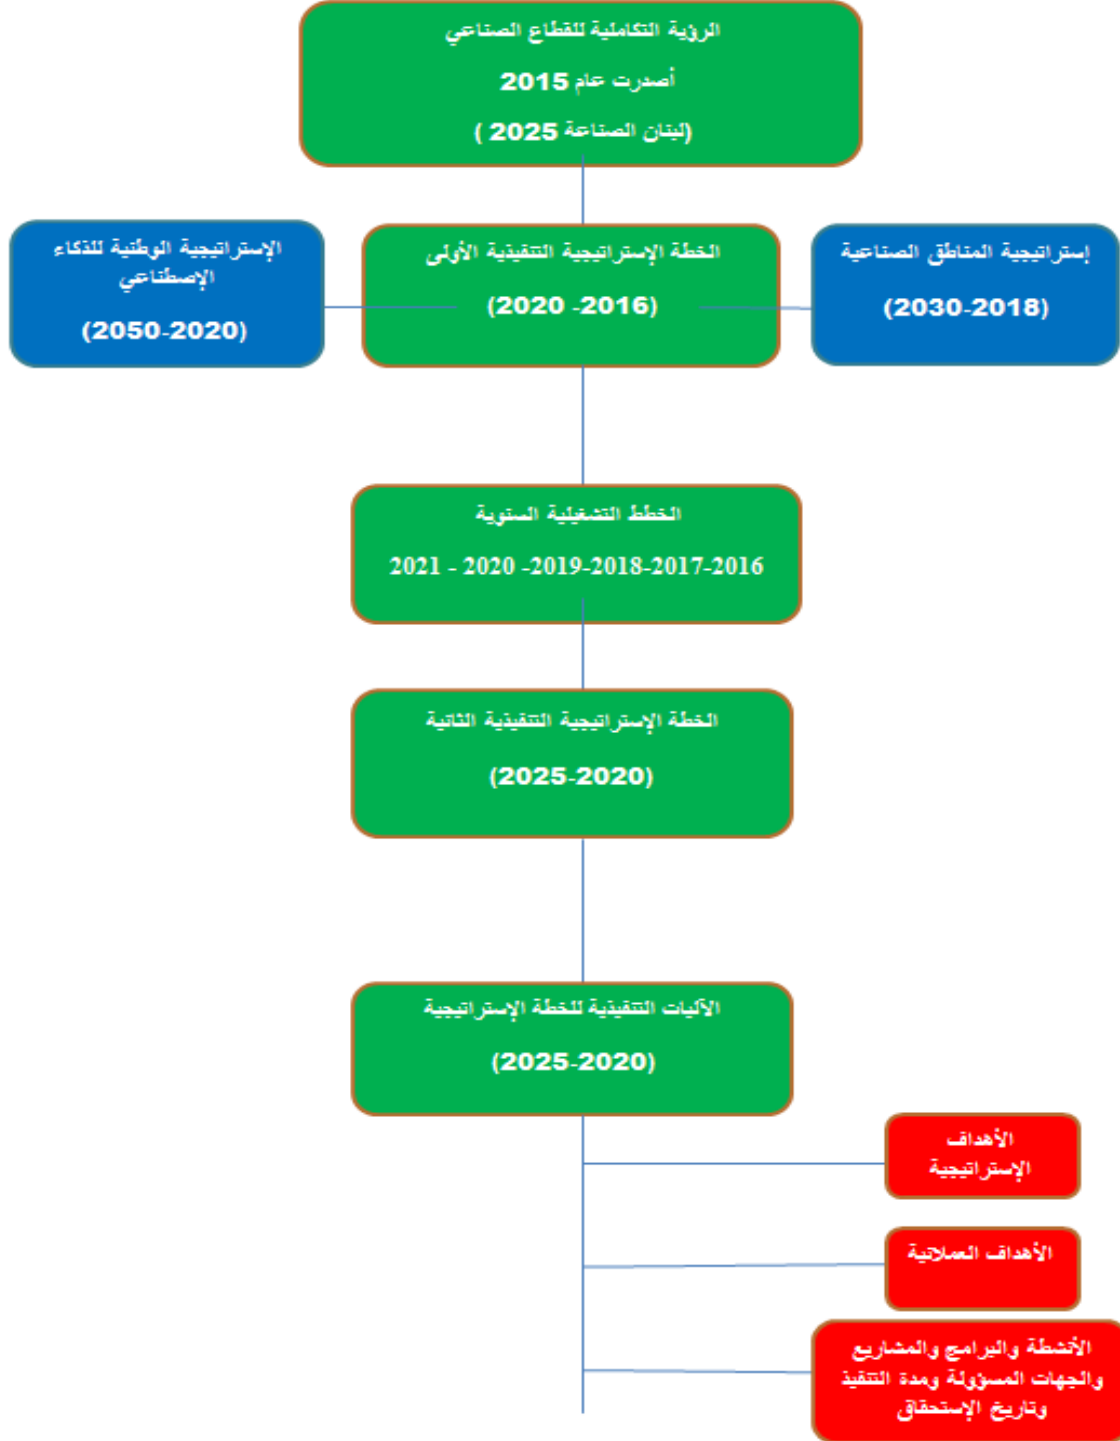 الرؤية التكاملية للقطاع الصناعي
أصدرت عام 2015
(لبنان الصناعة 2025 )
إستراتيجية المناطق الصناعية
(2018-2030)
الخطة الإستراتيجية التنفيذية الأولى
(2016- 2020)
الإستراتيجية الوطنية للذكاء
الإصطناعي
(2020-2050)
الخطط التشغيلية السنوية
2016-2017-2018-2019- 2020 - 2021
الخطة الإستراتيجية التنفيذية الثانية
(2020-2025)
الآليات التنفيذية للخطة الإستراتيجية
(2020-2025)
الأهداف
الإستراتيجية
الأهداف العملانية
الأنشطة والبرامج والمشاريع
والجهات المسؤولة ومدة التنفيذ
وتاريخ الإستحقاق